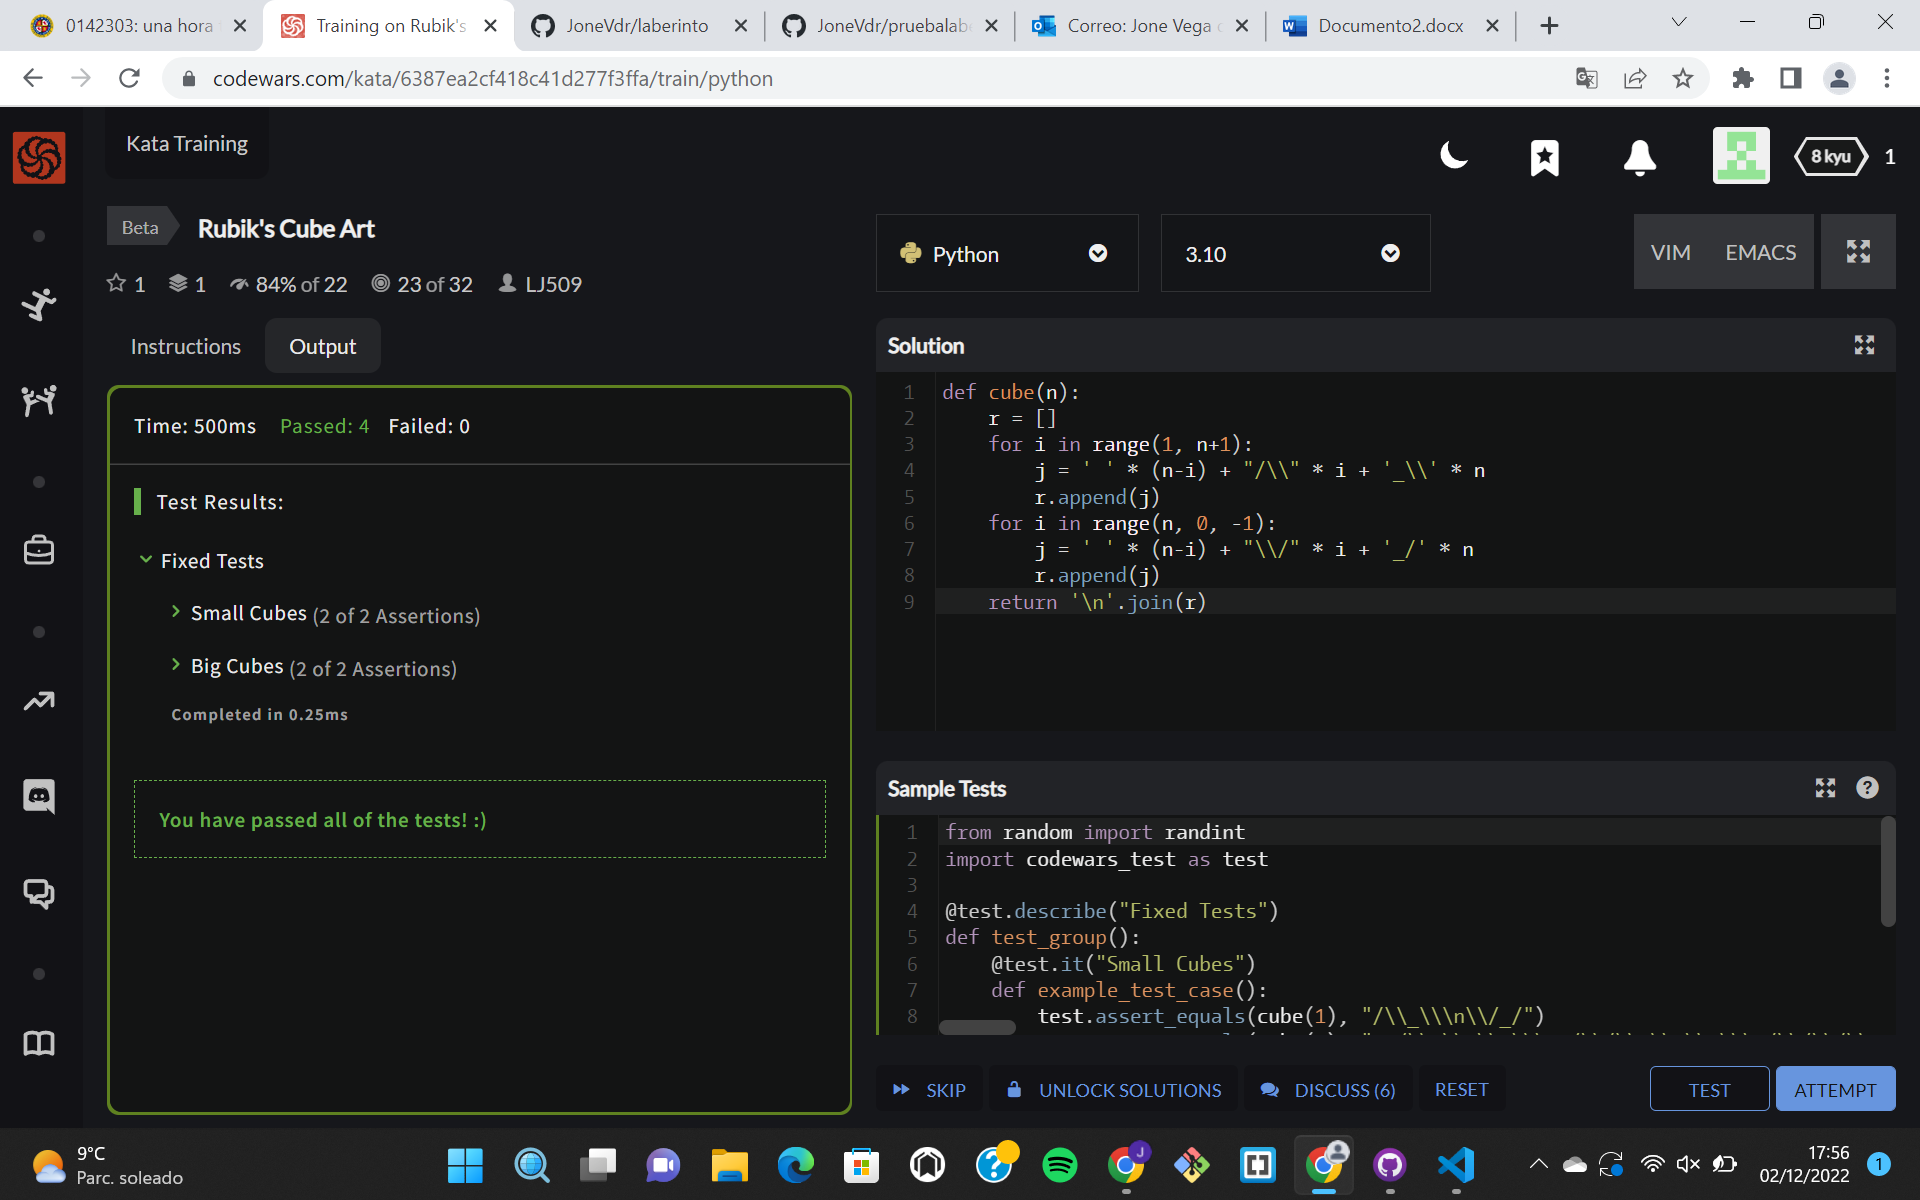 0142303: una hora
Training on Rubik's
JoneVdr/laberinto
JoneVdr/pruebalab
Correo: Jone Vega
Documento2.docx
codewars.com/kata/6387ea2cf418c41d277f3ffa/train/python
Kata Training
8 kyu
1
Beta
Rubik's Cube Art
1
1
84% of 22
23 of 32
LJ509
Python
3.10
VIM
EMACS
Instructions
Output
Time: 500ms Passed: 4 Failed: 0
Test Results:
Fixed Tests
Small Cubes (2 of 2 Assertions)
Big Cubes (2 of 2 Assertions)
Completed in 0.25ms
You have passed all of the tests! :)
Solution
1 def cube(n):
2     r = []
3     for i in range(1, n+1):
4         j = ' ' * (n-i) + "/\\" * i + '_\\' * n
5         r.append(j)
6     for i in range(n, 0, -1):
7         j = ' ' * (n-i) + "\\/" * i + '_/' * n
8         r.append(j)
9     return '\n'.join(r)
Sample Tests
?
1 from random import randint
2 import codewars_test as test
3
4 @test.describe("Fixed Tests")
5 def test_group():
6     @test.it("Small Cubes")
7     def example_test_case():
8         test.assert_equals(cube(1), "/\\_\\\n\\/_/")
SKIP
UNLOCK SOLUTIONS
DISCUSS (6)
RESET
TEST
ATTEMPT
9°C
Parc. soleado
J
17:56
02/12/2022
1